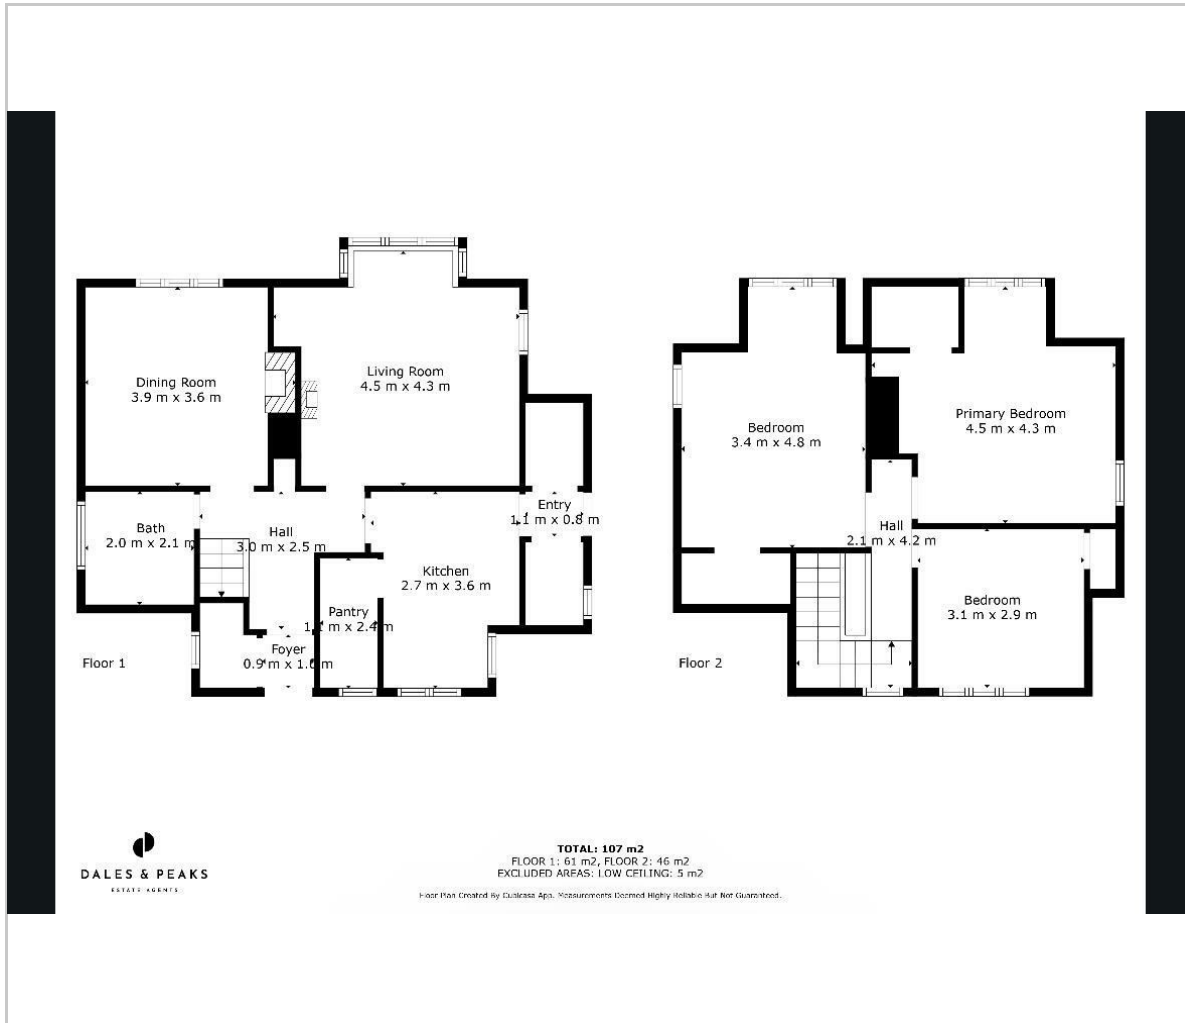 Dining Room
3.9 m x 3.6 m
Living Room
4.5 m x 4.3 m
Bath
2.0 m x 2.1 m
Hall
3.0 m x 2.5 m
Entry
1.1 m x 0.8 m
Kitchen
2.7 m x 3.6 m
Pantry
x 2.4 m
Foyer
0.9 m x
Floor 1
Bedroom
3.4 m x 4.8 m
Primary Bedroom
4.5 m x 4.3 m
Hall
2.1 m x 4.2 m
Bedroom
3.1 m x 2.9 m
Floor 2
DALES & PEAKS
ESTATE AGENTS
TOTAL: 107 m2
FLOOR 1: 61 m2, FLOOR 2: 46 m2
EXCLUDED AREAS: LOW CEILING: 5 m2
Floor Plan Created By Cubicasa App. Measurements Deemed Highly Reliable But Not Guaranteed.